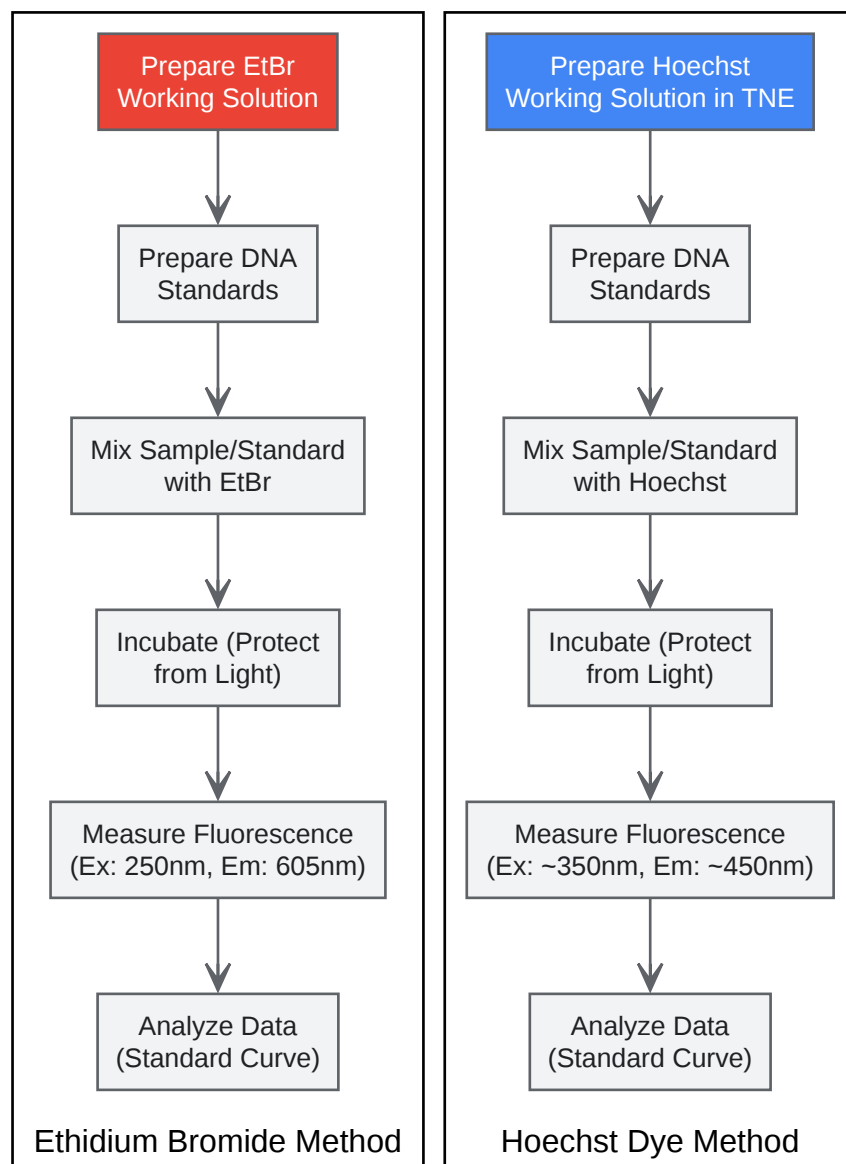 Prepare EtBr
Working Solution
Prepare DNA
Standards
Mix Sample/Standard
with EtBr
Incubate (Protect
from Light)
Measure Fluorescence
(Ex: 250nm, Em: 605nm)
Analyze Data
(Standard Curve)
Ethidium Bromide Method
Prepare Hoechst
Working Solution in TNE
Prepare DNA
Standards
Mix Sample/Standard
with Hoechst
Incubate (Protect
from Light)
Measure Fluorescence
(Ex: ~350nm, Em: ~450nm)
Analyze Data
(Standard Curve)
Hoechst Dye Method